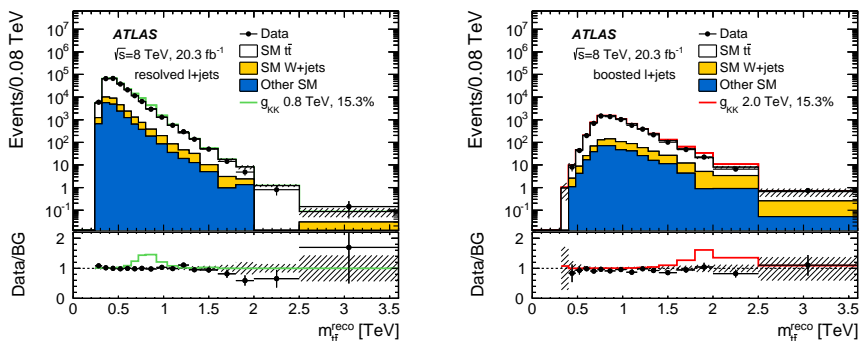 Events/0.08 TeV
10⁷
10⁶
10⁵
10⁴
10³
10²
10
1
10⁻¹
ATLAS
√s=8 TeV, 20.3 fb⁻¹
resolved l+jets
Data
SM tt̄
SM W+jets
Other SM
g_KK 0.8 TeV, 15.3%
Data/BG
2
1
0
0 0.5 1 1.5 2 2.5 3 3.5
m_tt̄^reco [TeV]
Events/0.08 TeV
10⁷
10⁶
10⁵
10⁴
10³
10²
10
1
10⁻¹
ATLAS
√s=8 TeV, 20.3 fb⁻¹
boosted l+jets
Data
SM tt̄
SM W+jets
Other SM
g_KK 2.0 TeV, 15.3%
Data/BG
2
1
0
0 0.5 1 1.5 2 2.5 3 3.5
m_tt̄^reco [TeV]